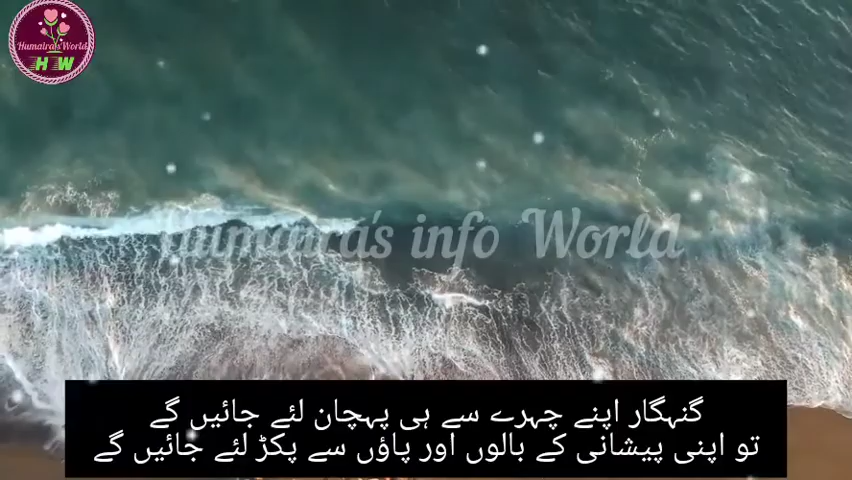 Humaira's World
HW
Humaira's info World
گنہگار اپنے چہرے سے ہی پہچان لئے جائیں گے
تو اپنی پیشانی کے بالوں اور پاؤں سے پکڑ لئے جائیں گے